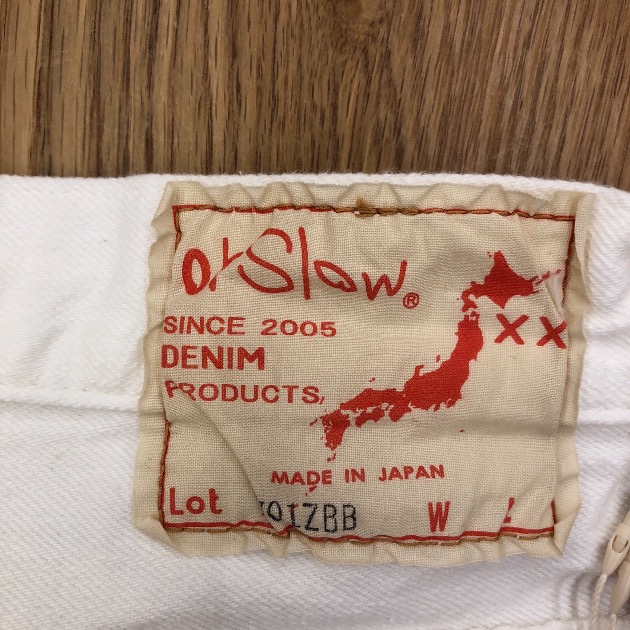 orSlow®
SINCE 2005
DENIM
PRODUCTS,
XX
MADE IN JAPAN
Lot W L